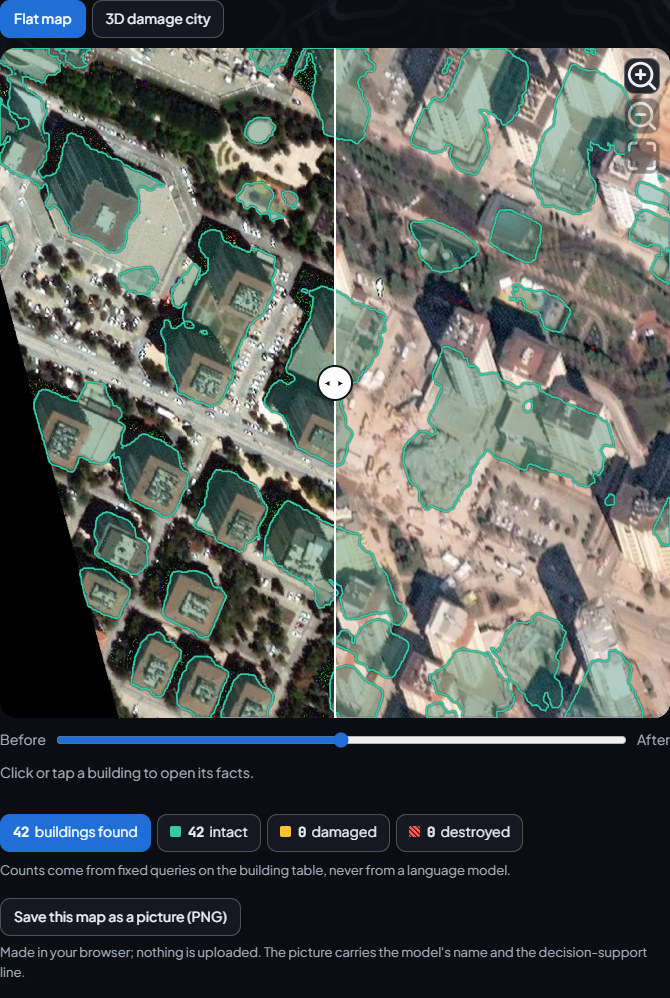 Flat map
3D damage city
Before
After
Click or tap a building to open its facts.
42 buildings found
42 intact
0 damaged
0 destroyed
Counts come from fixed queries on the building table, never from a language model.
Save this map as a picture (PNG)
Made in your browser; nothing is uploaded. The picture carries the model's name and the decision-support
line.